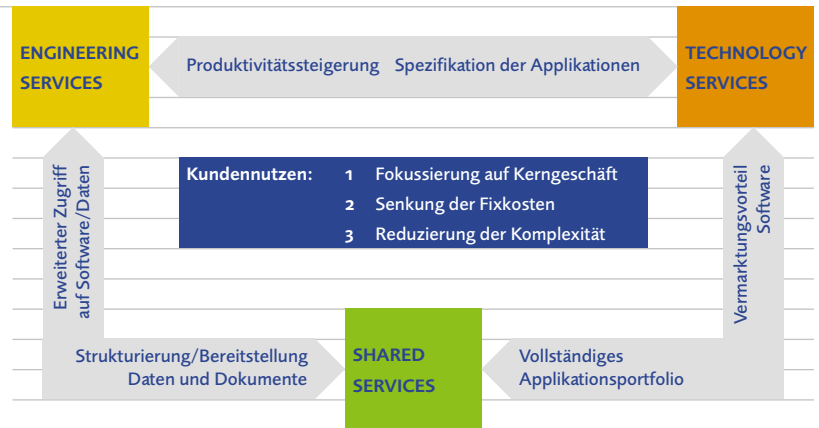 ENGINEERING
SERVICES
Produktivitätssteigerung Spezifikation der Applikationen
TECHNOLOGY
SERVICES
Erweiterter Zugriff
auf Software/Daten
Kundennutzen: 1 Fokussierung auf Kerngeschäft
2 Senkung der Fixkosten
3 Reduzierung der Komplexität
Vermarktungsvorteil
Software
Strukturierung/Bereitstellung
Daten und Dokumente
SHARED
SERVICES
Vollständiges
Applikationsportfolio